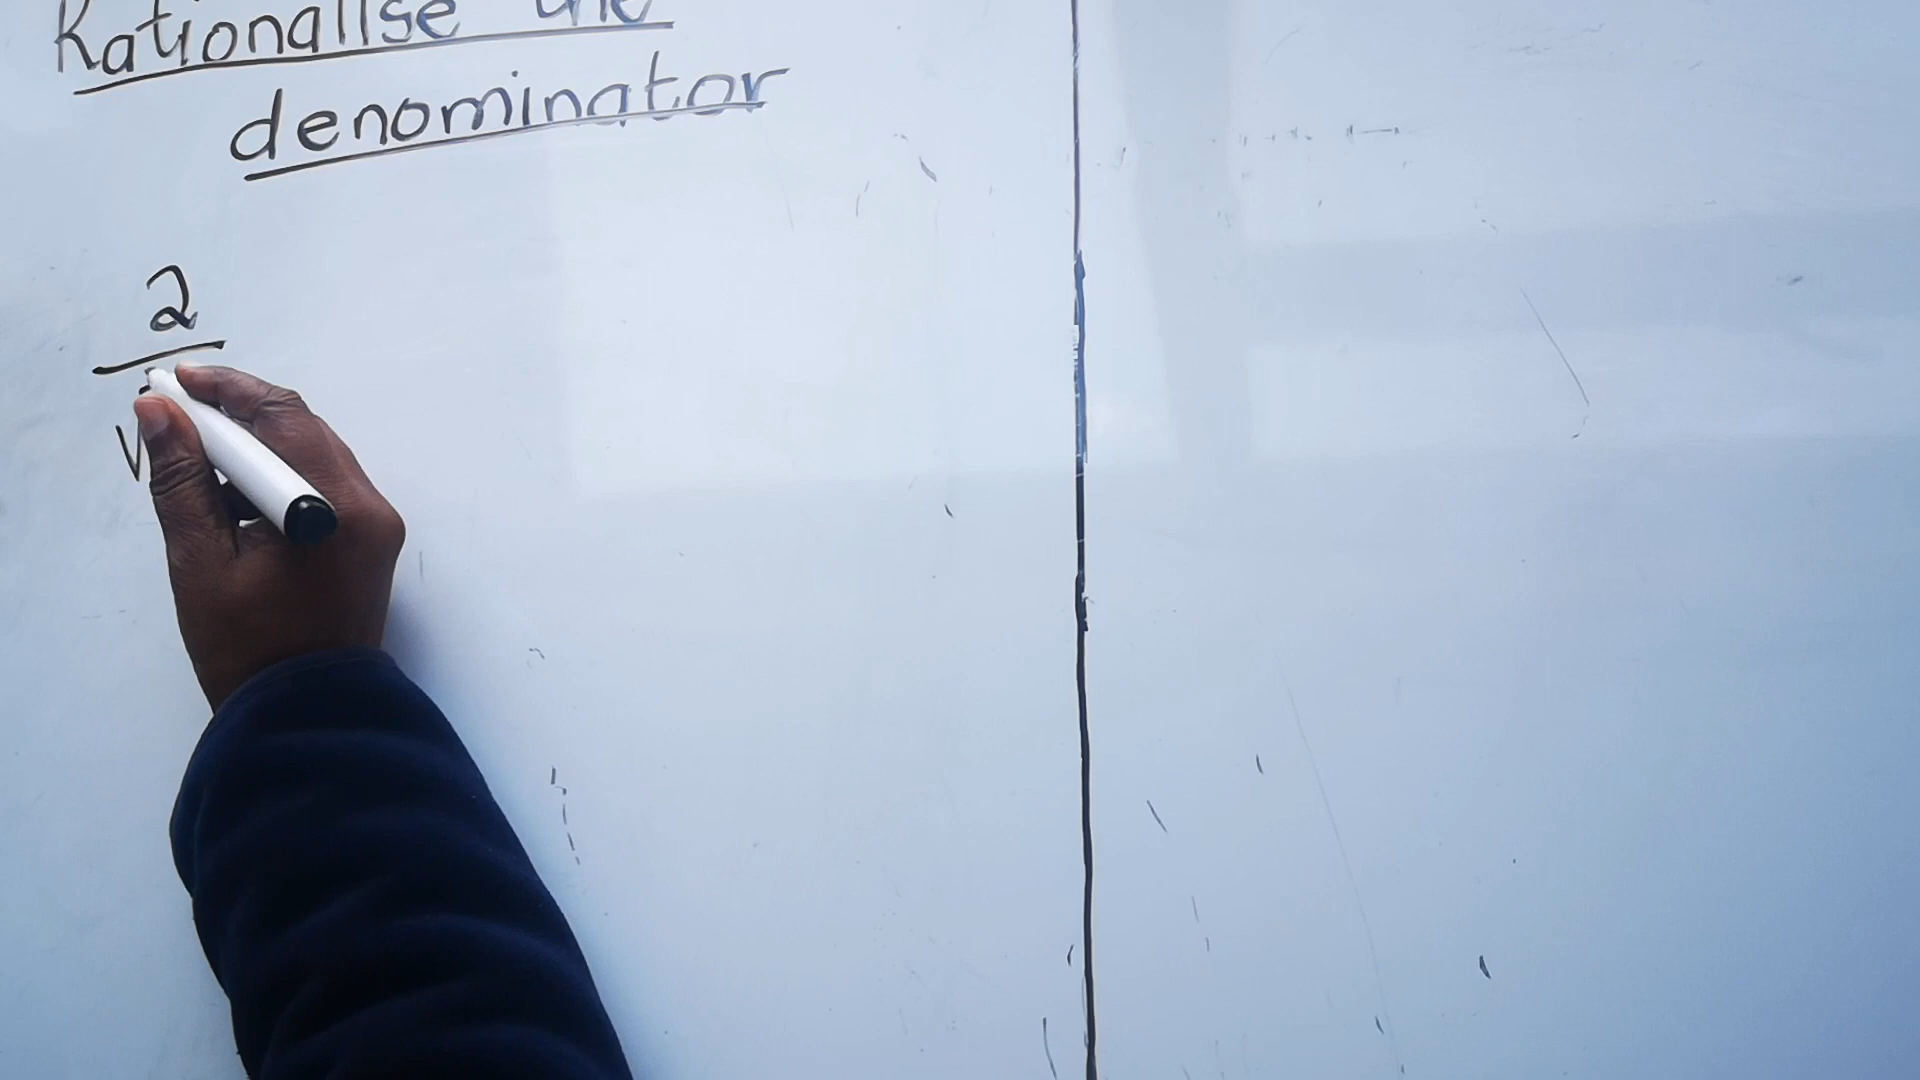 Rationalise the
denominator
2
√